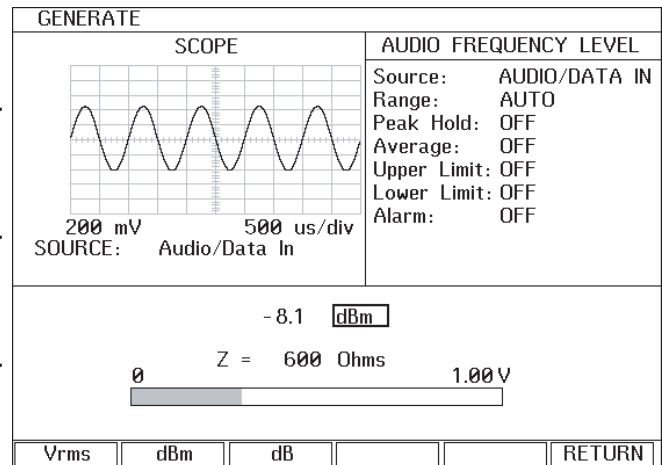 GENERATE
SCOPE
200 mV 500 us/div
SOURCE: Audio/Data In
AUDIO FREQUENCY LEVEL
Source: AUDIO/DATA IN
Range: AUTO
Peak Hold: OFF
Average: OFF
Upper Limit: OFF
Lower Limit: OFF
Alarm: OFF
-8.1 dBm
Z = 600 Ohms
0 1.00 V
Vrms dBm dB RETURN